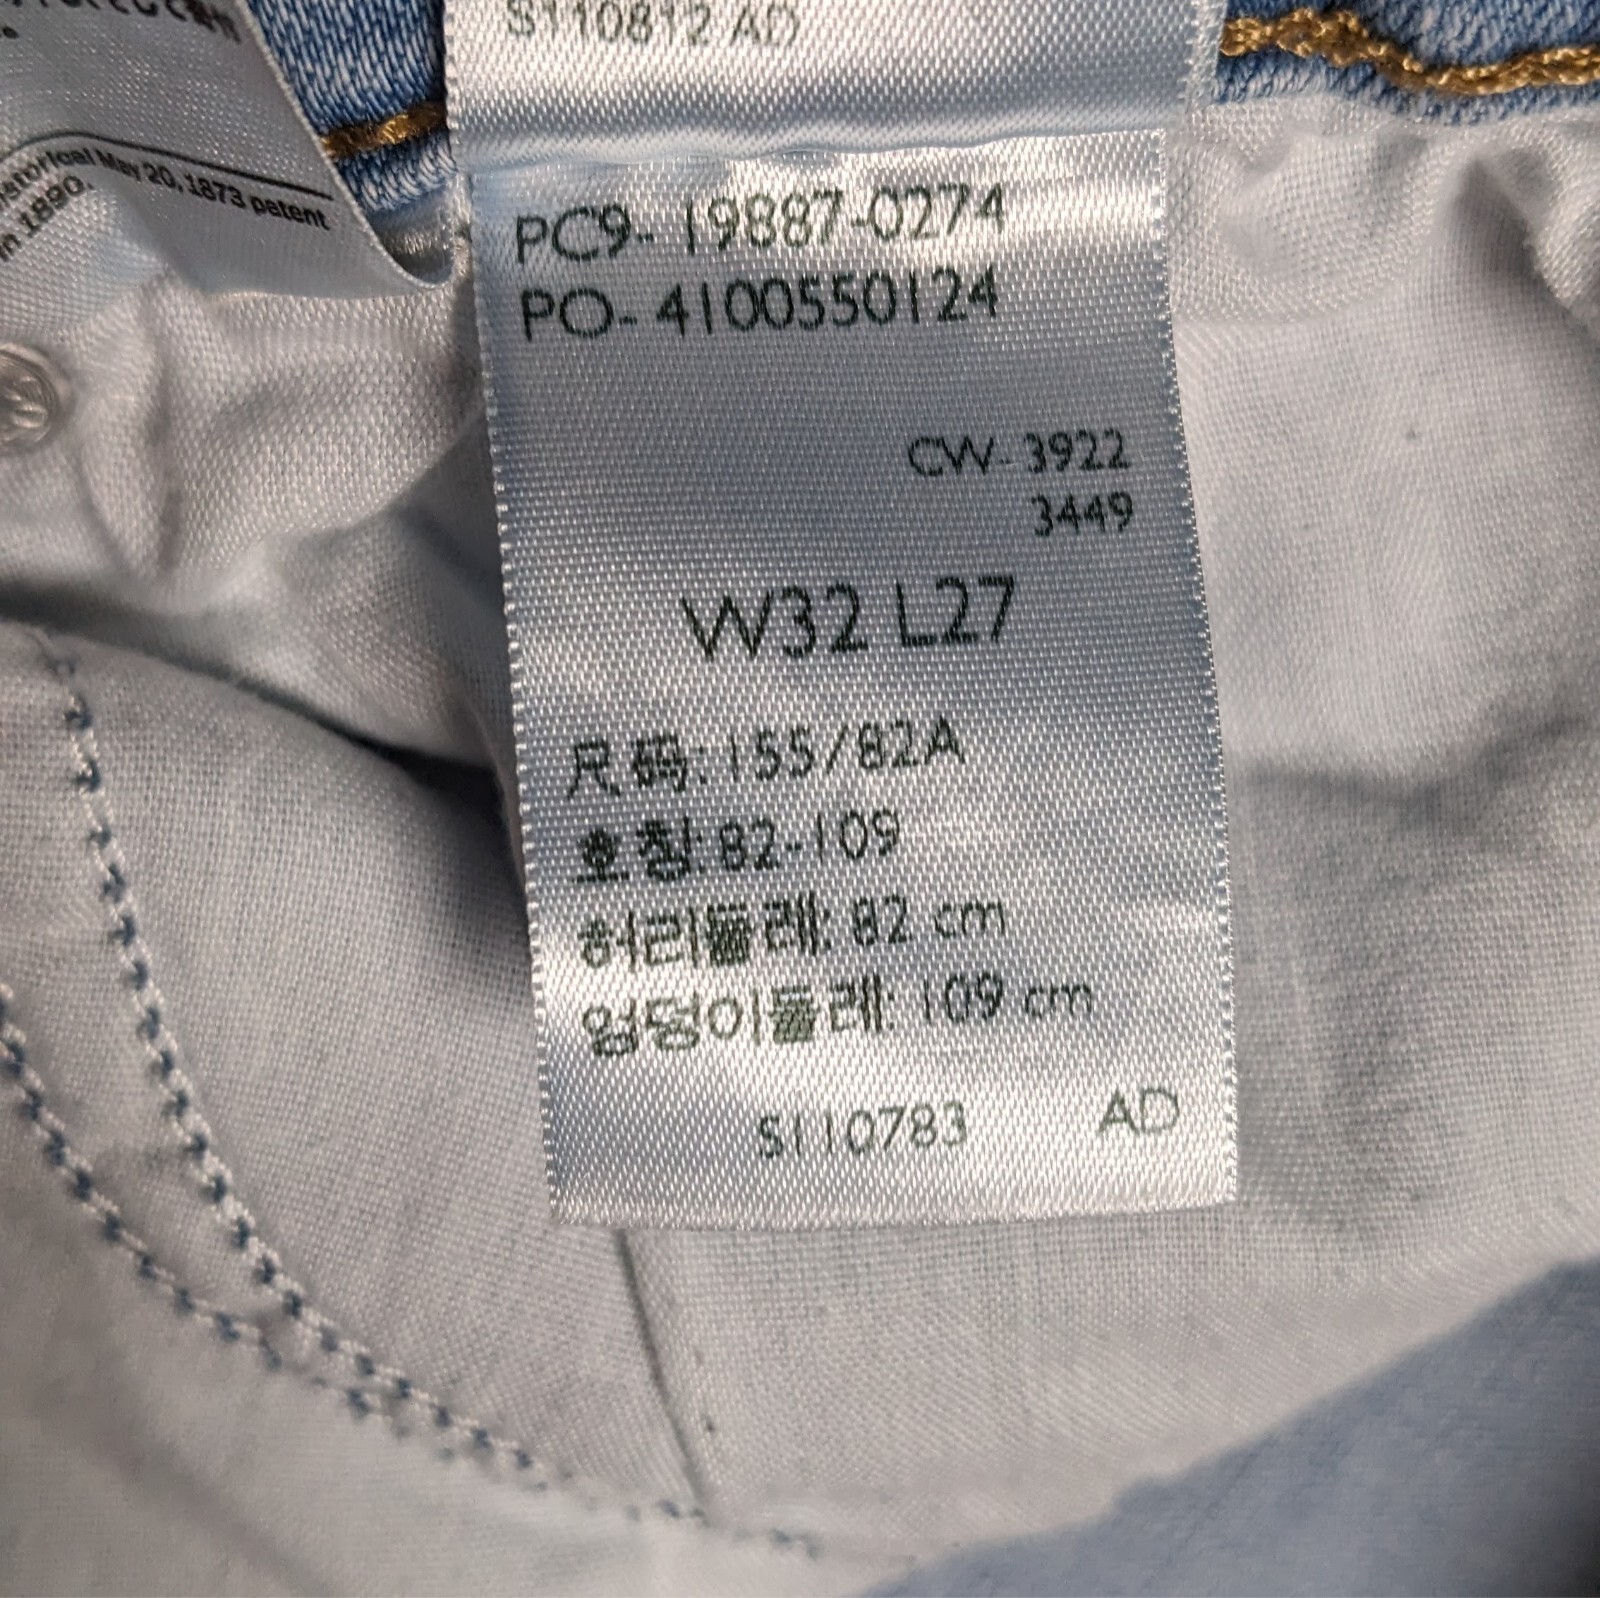 S110812 AD
May 20, 1873 patent
in 1890.
PC9- 19887-0274
PO- 4100550124
CW- 3922
3449
W32 L27
尺码: 155/82A
호칭: 82-109
허리둘레: 82 cm
엉덩이둘레: 109 cm
S110783 AD